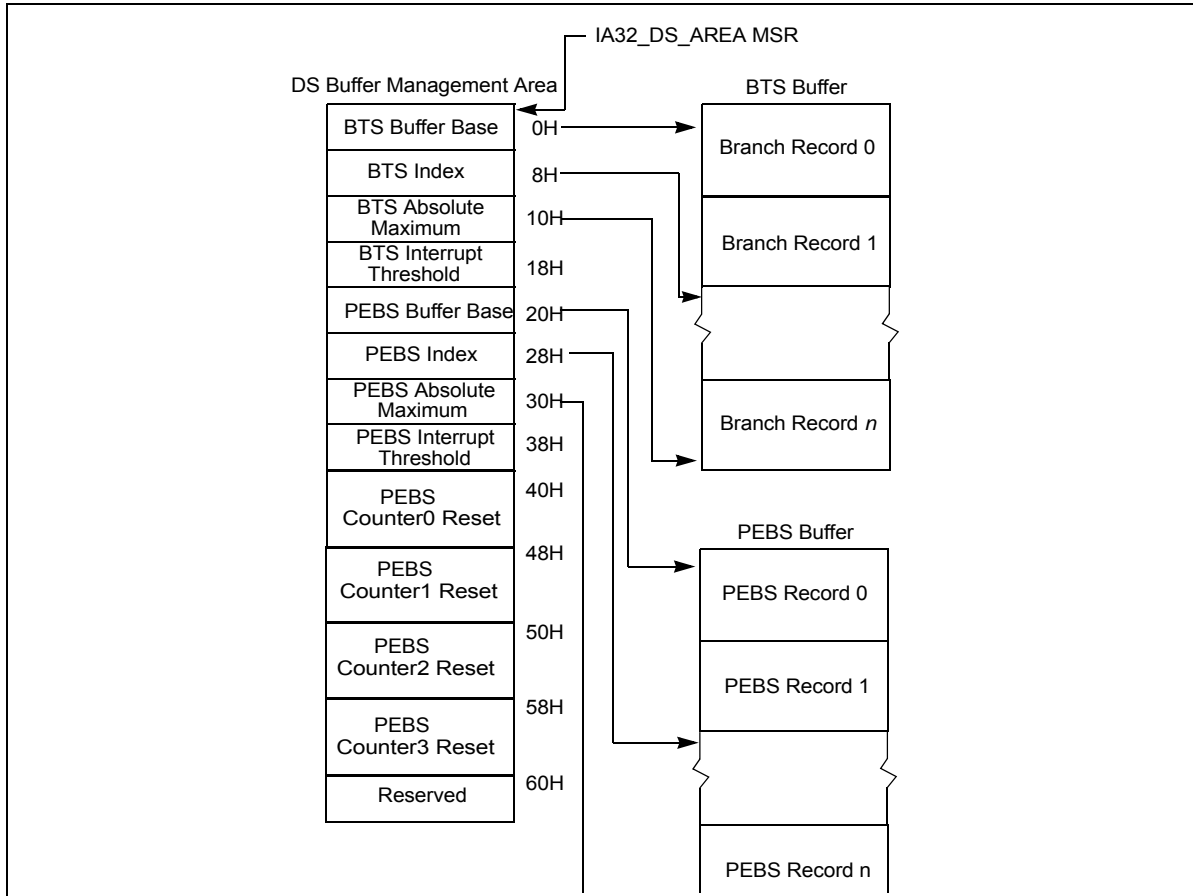 IA32_DS_AREA MSR
DS Buffer Management Area
BTS Buffer Base
0H
BTS Index
8H
BTS Absolute
Maximum
10H
BTS Interrupt
Threshold
18H
PEBS Buffer Base
20H
PEBS Index
28H
PEBS Absolute
Maximum
30H
PEBS Interrupt
Threshold
38H
40H
PEBS
Counter0 Reset
48H
PEBS
Counter1 Reset
50H
PEBS
Counter2 Reset
58H
PEBS
Counter3 Reset
60H
Reserved
BTS Buffer
Branch Record 0
Branch Record 1
Branch Record n
PEBS Buffer
PEBS Record 0
PEBS Record 1
PEBS Record n